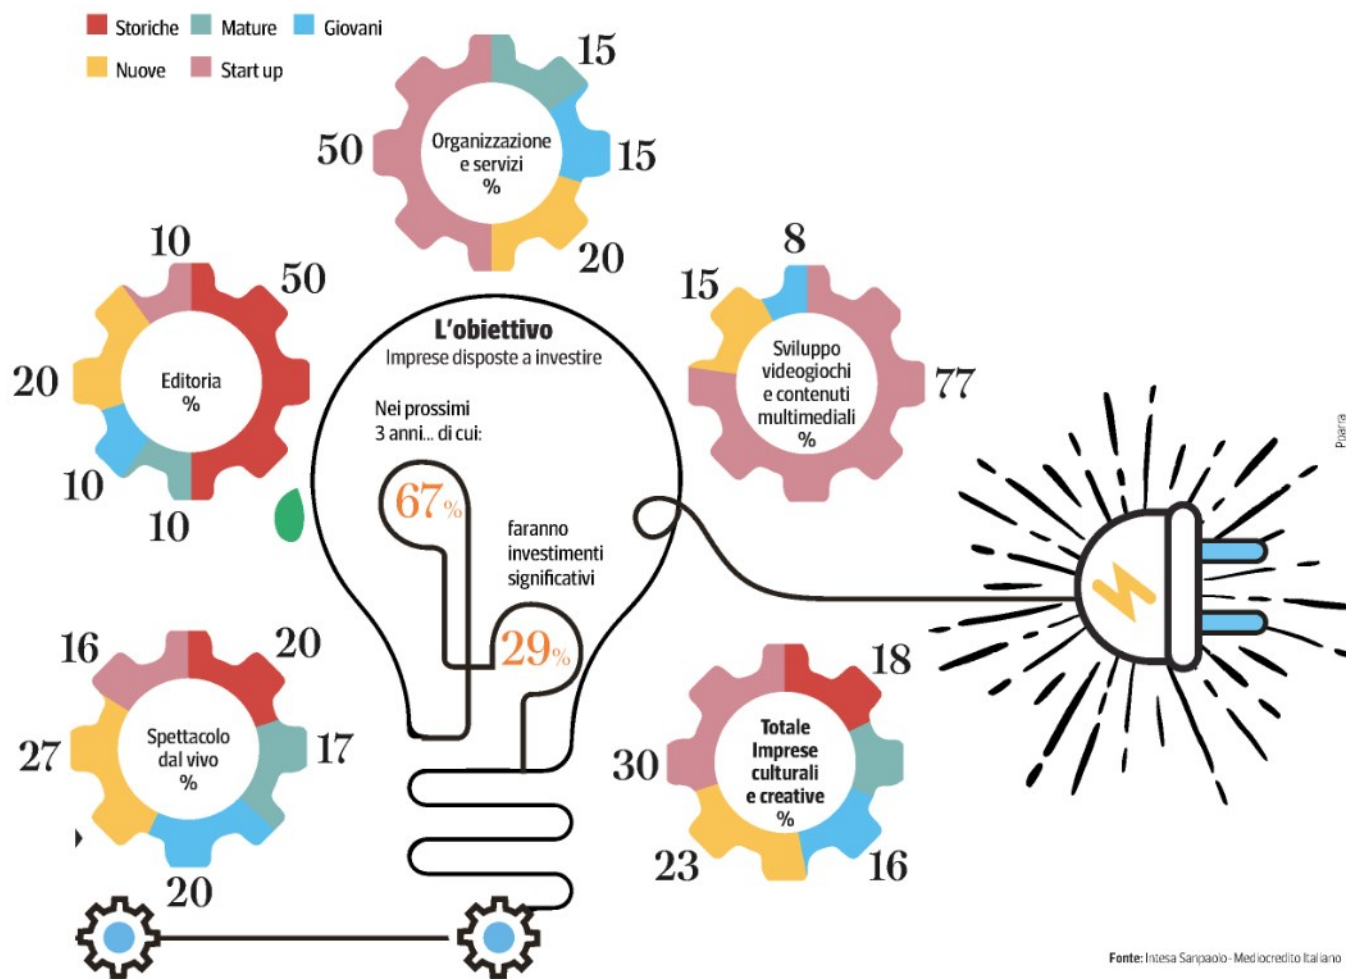 Storiche
Mature
Giovani
Nuove
Start up
15
15
20
50
Organizzazione
e servizi
%
10
50
20
10
10
Editoria
%
8
15
77
Sviluppo
videogiochi
e contenuti
multimediali
%
L'obiettivo
Imprese disposte a investire
Nei prossimi
3 anni... di cui:
67%
faranno
investimenti
significativi
29%
16
20
27
17
20
Spettacolo
dal vivo
%
18
30
23
16
Totale
Imprese
culturali
e creative
%
Fonte: Intesa Sanpaolo - Mediocredito Italiano